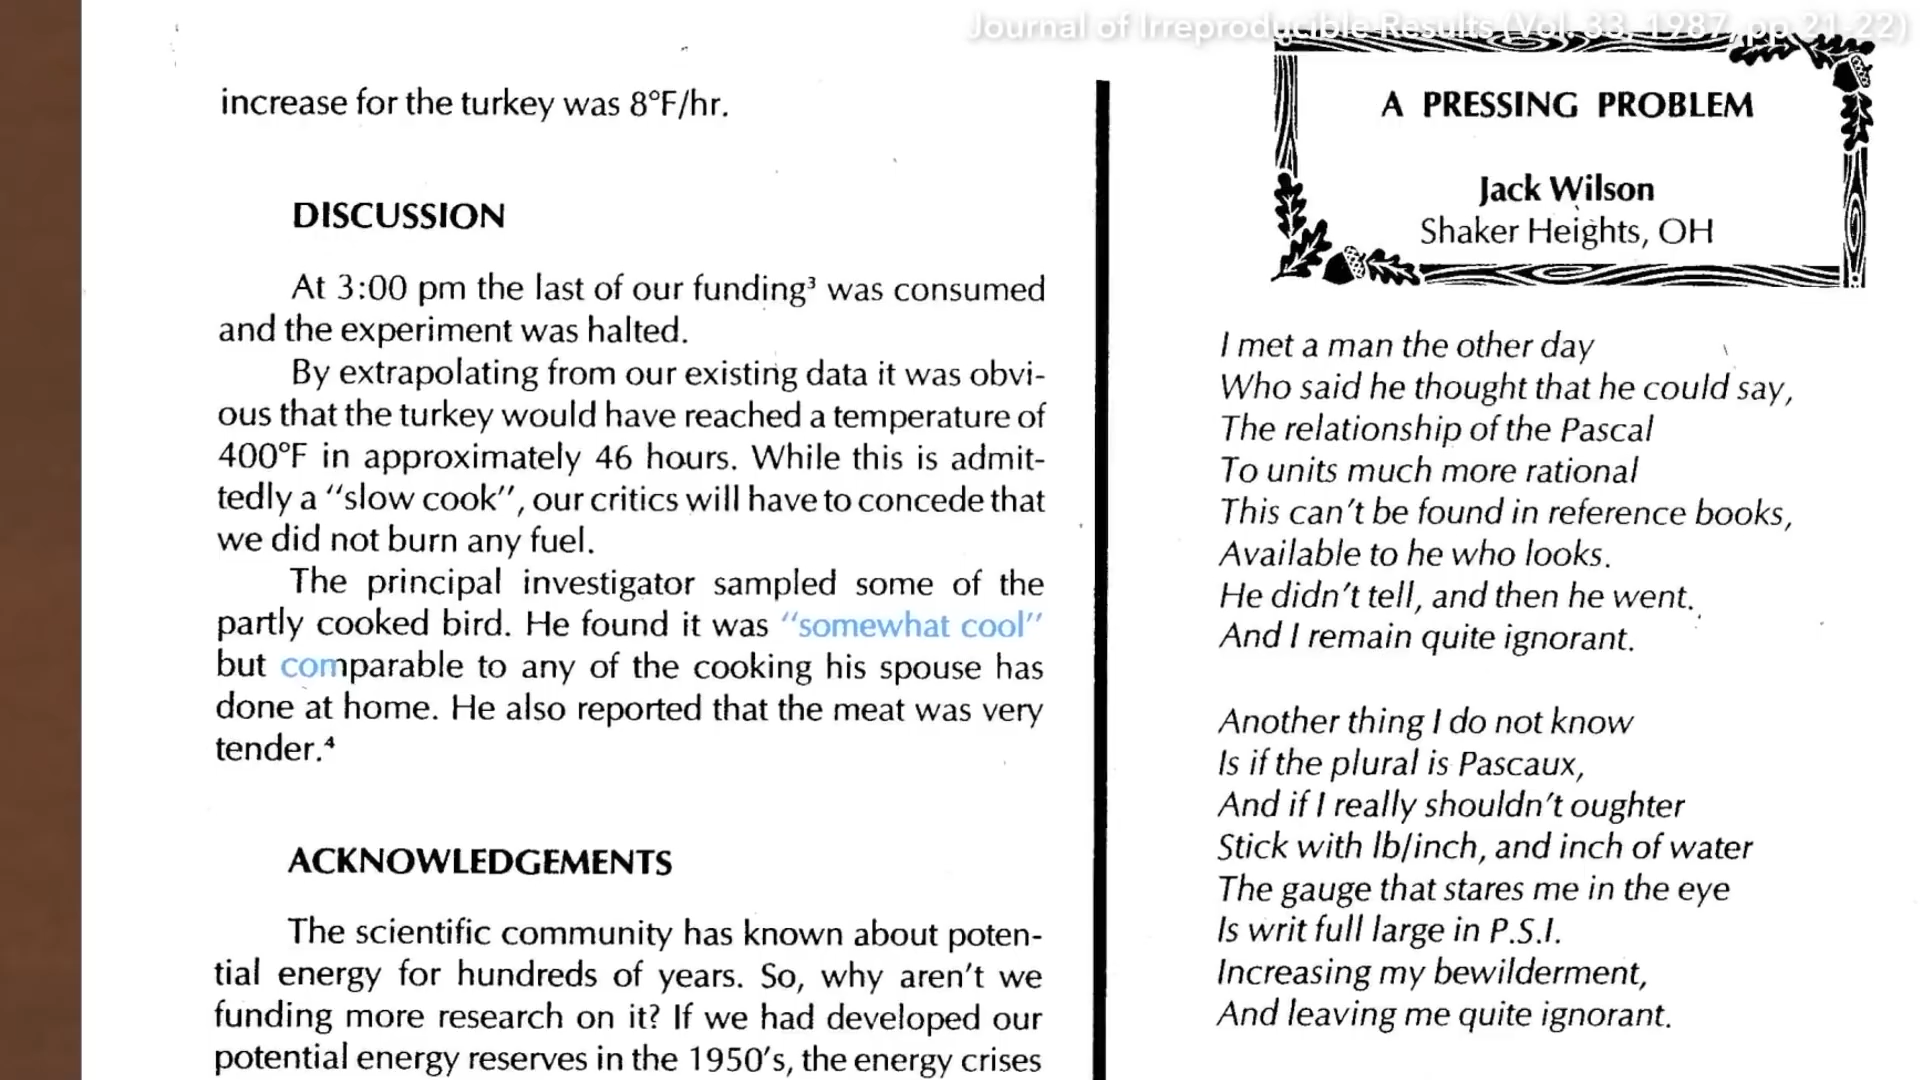 Journal of Irreproducible Results (Vol. 33, 1987, pp 21, 22)
increase for the turkey was 8°F/hr.
DISCUSSION
At 3:00 pm the last of our funding³ was consumed
and the experiment was halted.
By extrapolating from our existing data it was obvi-
ous that the turkey would have reached a temperature of
400°F in approximately 46 hours. While this is admit-
tedly a "slow cook", our critics will have to concede that
we did not burn any fuel.
The principal investigator sampled some of the
partly cooked bird. He found it was "somewhat cool"
but comparable to any of the cooking his spouse has
done at home. He also reported that the meat was very
tender.⁴
ACKNOWLEDGEMENTS
The scientific community has known about poten-
tial energy for hundreds of years. So, why aren't we
funding more research on it? If we had developed our
potential energy reserves in the 1950's, the energy crises
A PRESSING PROBLEM
Jack Wilson
Shaker Heights, OH
I met a man the other day
Who said he thought that he could say,
The relationship of the Pascal
To units much more rational
This can't be found in reference books,
Available to he who looks.
He didn't tell, and then he went.
And I remain quite ignorant.
Another thing I do not know
Is if the plural is Pascaux,
And if I really shouldn't oughter
Stick with lb/inch, and inch of water
The gauge that stares me in the eye
Is writ full large in P.S.I.
Increasing my bewilderment,
And leaving me quite ignorant.